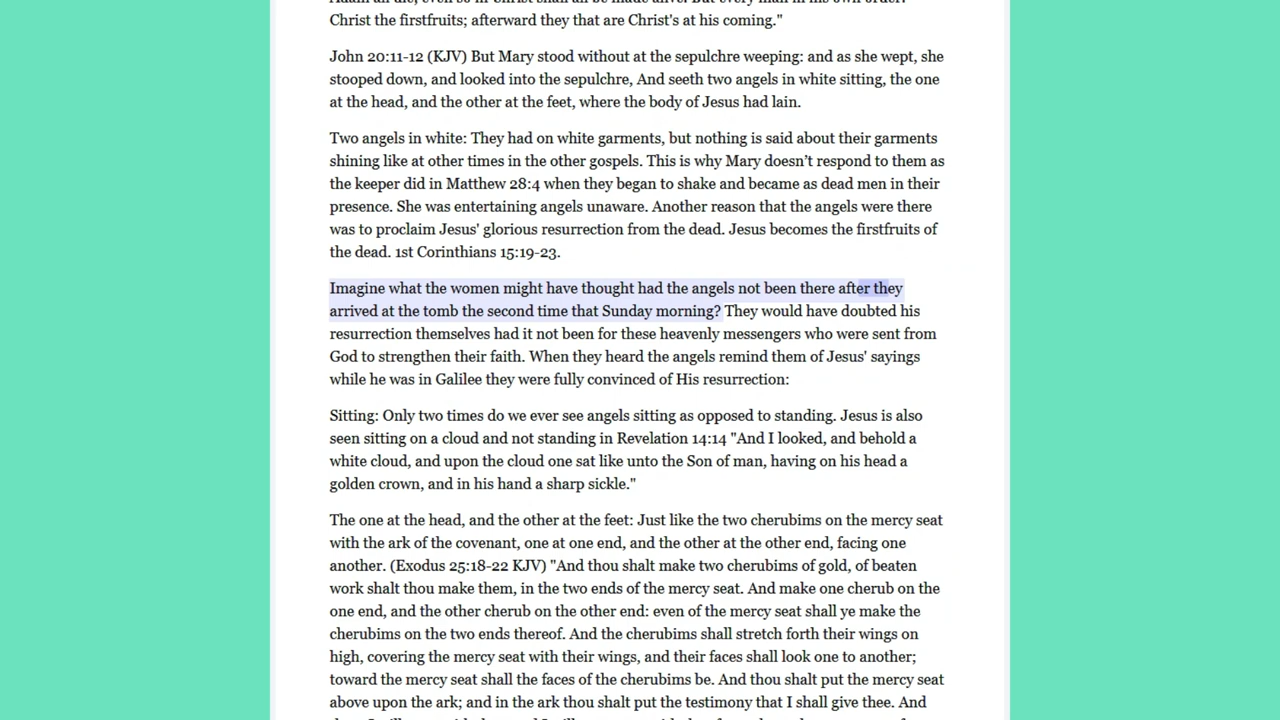 Christ the firstfruits; afterward they that are Christ's at his coming."
John 20:11-12 (KJV) But Mary stood without at the sepulchre weeping: and as she wept, she
stooped down, and looked into the sepulchre, And seeth two angels in white sitting, the one
at the head, and the other at the feet, where the body of Jesus had lain.
Two angels in white: They had on white garments, but nothing is said about their garments
shining like at other times in the other gospels. This is why Mary doesn’t respond to them as
the keeper did in Matthew 28:4 when they began to shake and became as dead men in their
presence. She was entertaining angels unaware. Another reason that the angels were there
was to proclaim Jesus' glorious resurrection from the dead. Jesus becomes the firstfruits of
the dead. 1st Corinthians 15:19-23.
Imagine what the women might have thought had the angels not been there after they
arrived at the tomb the second time that Sunday morning? They would have doubted his
resurrection themselves had it not been for these heavenly messengers who were sent from
God to strengthen their faith. When they heard the angels remind them of Jesus' sayings
while he was in Galilee they were fully convinced of His resurrection:
Sitting: Only two times do we ever see angels sitting as opposed to standing. Jesus is also
seen sitting on a cloud and not standing in Revelation 14:14 "And I looked, and behold a
white cloud, and upon the cloud one sat like unto the Son of man, having on his head a
golden crown, and in his hand a sharp sickle."
The one at the head, and the other at the feet: Just like the two cherubims on the mercy seat
with the ark of the covenant, one at one end, and the other at the other end, facing one
another. (Exodus 25:18-22 KJV) "And thou shalt make two cherubims of gold, of beaten
work shalt thou make them, in the two ends of the mercy seat. And make one cherub on the
one end, and the other cherub on the other end: even of the mercy seat shall ye make the
cherubims on the two ends thereof. And the cherubims shall stretch forth their wings on
high, covering the mercy seat with their wings, and their faces shall look one to another;
toward the mercy seat shall the faces of the cherubims be. And thou shalt put the mercy seat
above upon the ark; and in the ark thou shalt put the testimony that I shall give thee. And